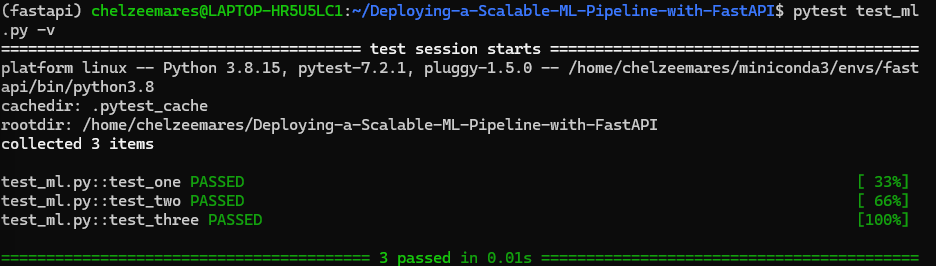 (fastapi) chelzeemares@LAPTOP-HR5U5LC1:~/Deploying-a-Scalable-ML-Pipeline-with-FastAPI$ pytest test_ml
.py -v
======================================= test session starts ========================================
platform linux -- Python 3.8.15, pytest-7.2.1, pluggy-1.5.0 -- /home/chelzeemares/miniconda3/envs/fast
api/bin/python3.8
cachedir: .pytest_cache
rootdir: /home/chelzeemares/Deploying-a-Scalable-ML-Pipeline-with-FastAPI
collected 3 items
test_ml.py::test_one PASSED [ 33%]
test_ml.py::test_two PASSED [ 66%]
test_ml.py::test_three PASSED [100%]
======================================== 3 passed in 0.01s =========================================